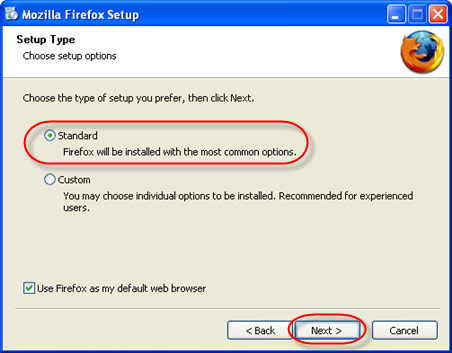 Mozilla Firefox Setup
Setup Type
Choose setup options
Choose the type of setup you prefer, then click Next.
Standard
Firefox will be installed with the most common options.
Custom
You may choose individual options to be installed. Recommended for experienced
users.
Use Firefox as my default web browser
< Back Next > Cancel